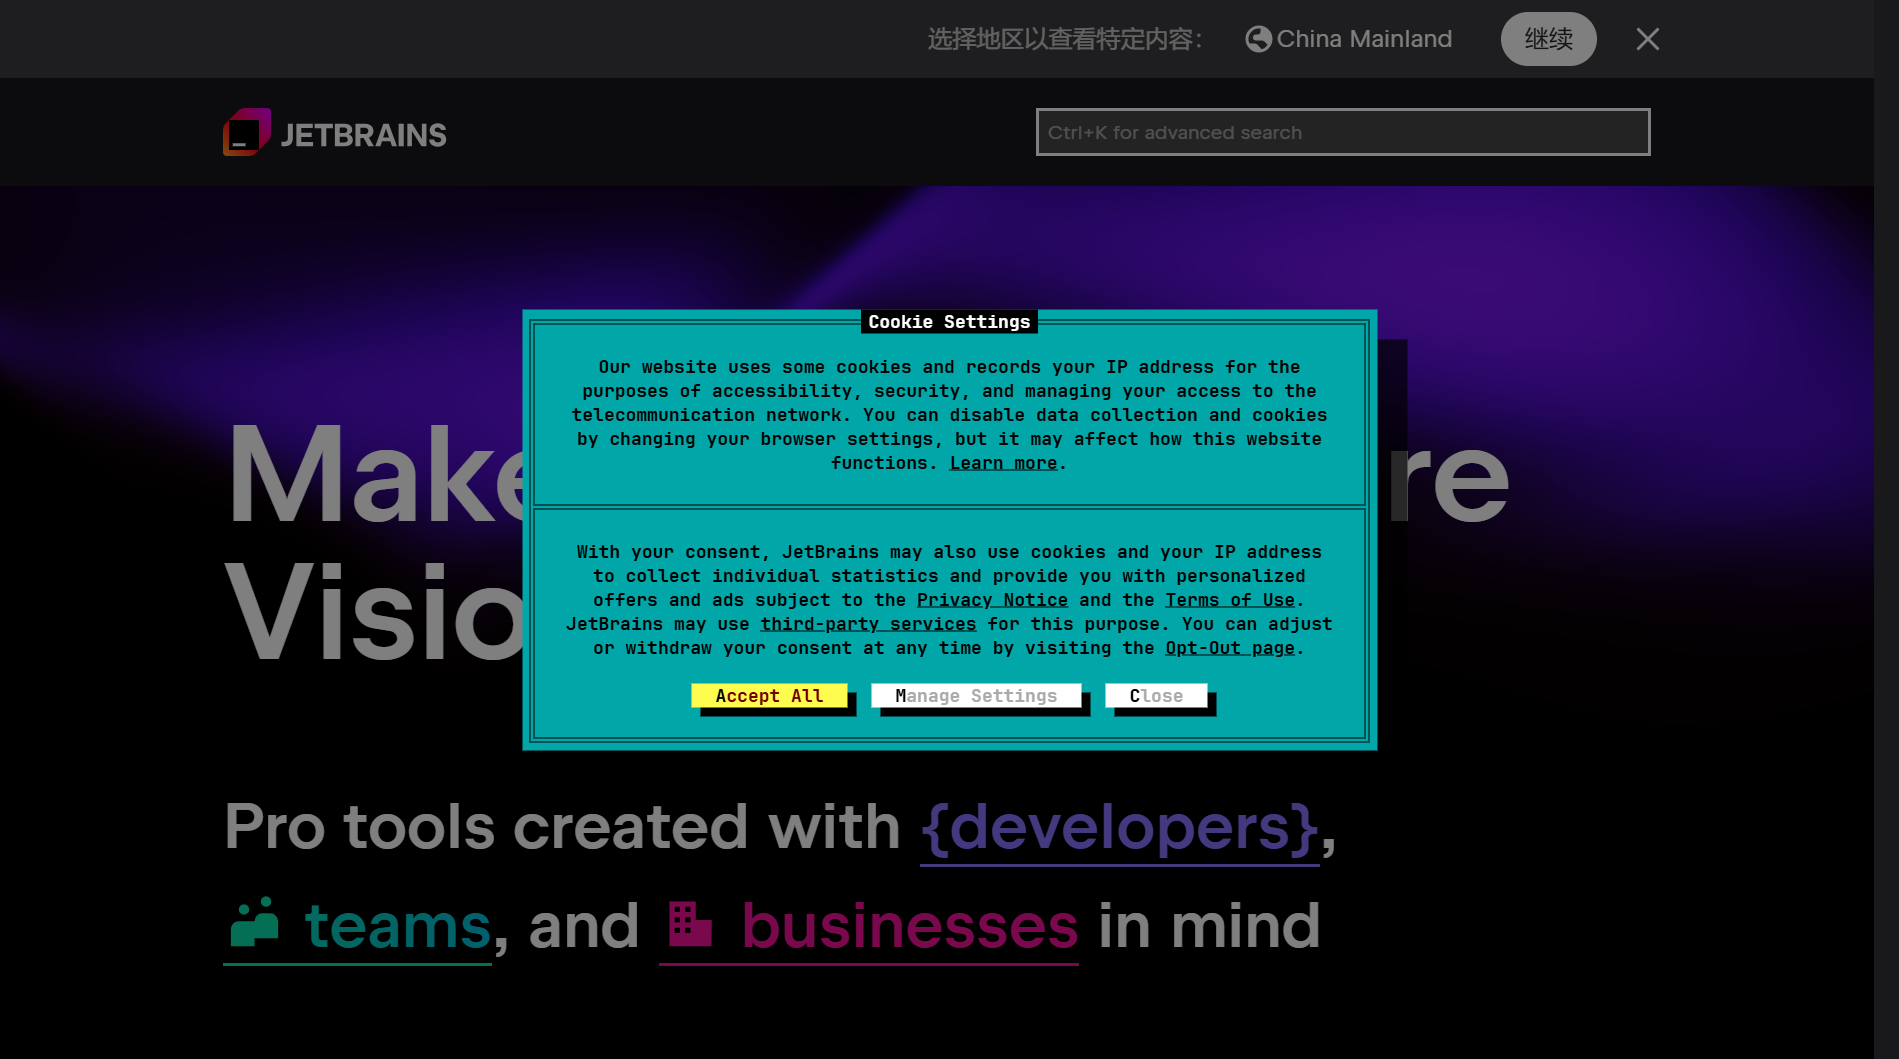 选择地区以查看特定内容：
China Mainland
继续
JETBRAINS
Ctrl+K for advanced search
Cookie Settings
Our website uses some cookies and records your IP address for the
purposes of accessibility, security, and managing your access to the
telecommunication network. You can disable data collection and cookies
by changing your browser settings, but it may affect how this website
functions. Learn more.
With your consent, JetBrains may also use cookies and your IP address
to collect individual statistics and provide you with personalized
offers and ads subject to the Privacy Notice and the Terms of Use.
JetBrains may use third-party services for this purpose. You can adjust
or withdraw your consent at any time by visiting the Opt-Out page.
Accept All
Manage Settings
Close
Pro tools created with {developers},
teams, and businesses in mind